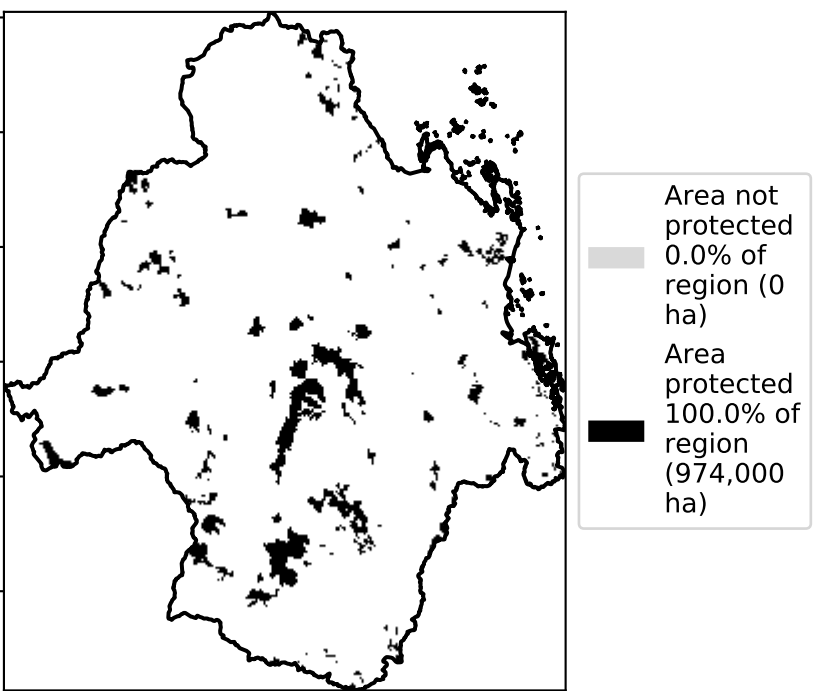 Area not
protected
0.0% of
region (0
ha)
Area
protected
100.0% of
region
(974,000
ha)